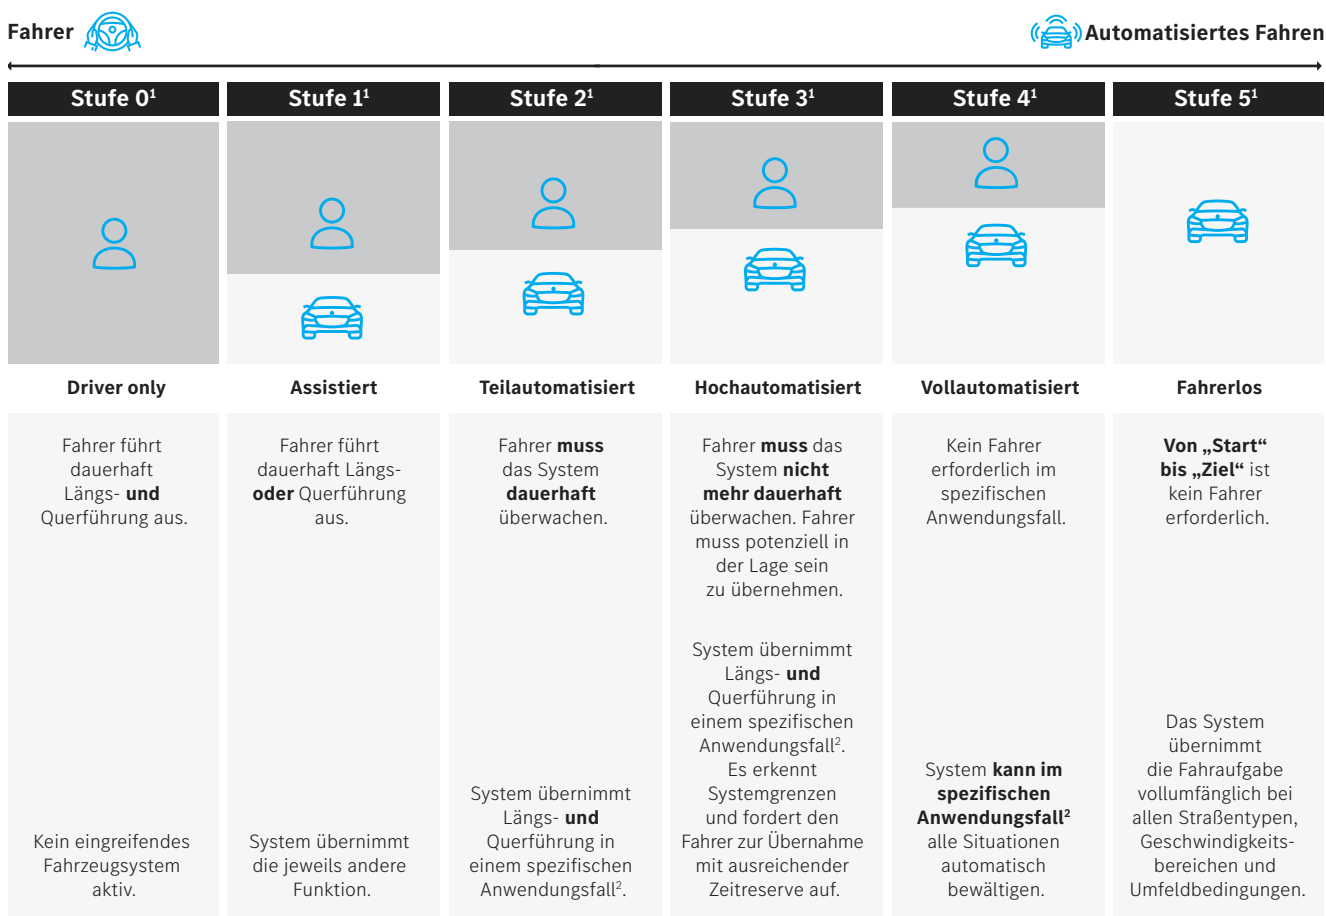 Fahrer
Automatisiertes Fahren
Stufe 0¹
Stufe 1¹
Stufe 2¹
Stufe 3¹
Stufe 4¹
Stufe 5¹
Driver only
Assistiert
Teilautomatisiert
Hochautomatisiert
Vollautomatisiert
Fahrerlos
Fahrer führt
dauerhaft
Längs- und
Querführung aus.
Kein eingreifendes
Fahrzeugsystem
aktiv.
Fahrer führt
dauerhaft Längs-
oder Querführung
aus.
System übernimmt
die jeweils andere
Funktion.
Fahrer muss
das System
dauerhaft
überwachen.
System übernimmt
Längs- und
Querführung in
einem spezifischen
Anwendungsfall².
Fahrer muss das
System nicht
mehr dauerhaft
überwachen. Fahrer
muss potenziell in
der Lage sein
zu übernehmen.
System übernimmt
Längs- und
Querführung in
einem spezifischen
Anwendungsfall².
Es erkennt
Systemgrenzen
und fordert den
Fahrer zur Übernahme
mit ausreichender
Zeitreserve auf.
Kein Fahrer
erforderlich im
spezifischen
Anwendungsfall.
System kann im
spezifischen
Anwendungsfall²
alle Situationen
automatisch
bewältigen.
Von „Start“
bis „Ziel“ ist
kein Fahrer
erforderlich.
Das System
übernimmt
die Fahraufgabe
vollumfänglich bei
allen Straßentypen,
Geschwindigkeits-
bereichen und
Umfeldbedingungen.